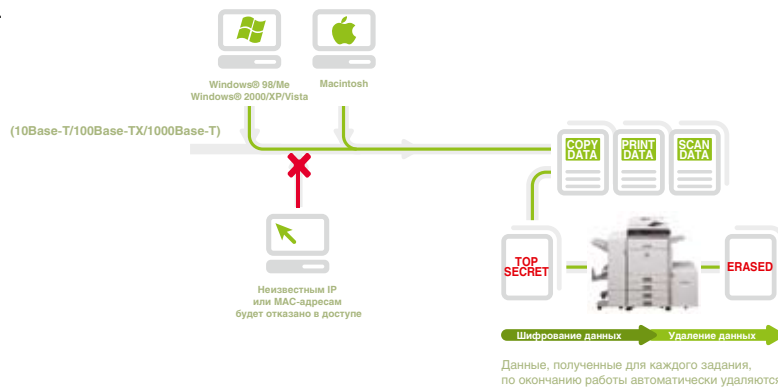 Windows® 98/Me
Windows® 2000/XP/Vista
Macintosh
(10Base-T/100Base-TX/1000Base-T)
COPY
DATA
PRINT
DATA
SCAN
DATA
TOP
SECRET
ERASED
Неизвестным IP
или MAC-адресам
будет отказано в доступе
Шифрование данных
Удаление данных
Данные, полученные для каждого задания,
по окончанию работы автоматически удаляются